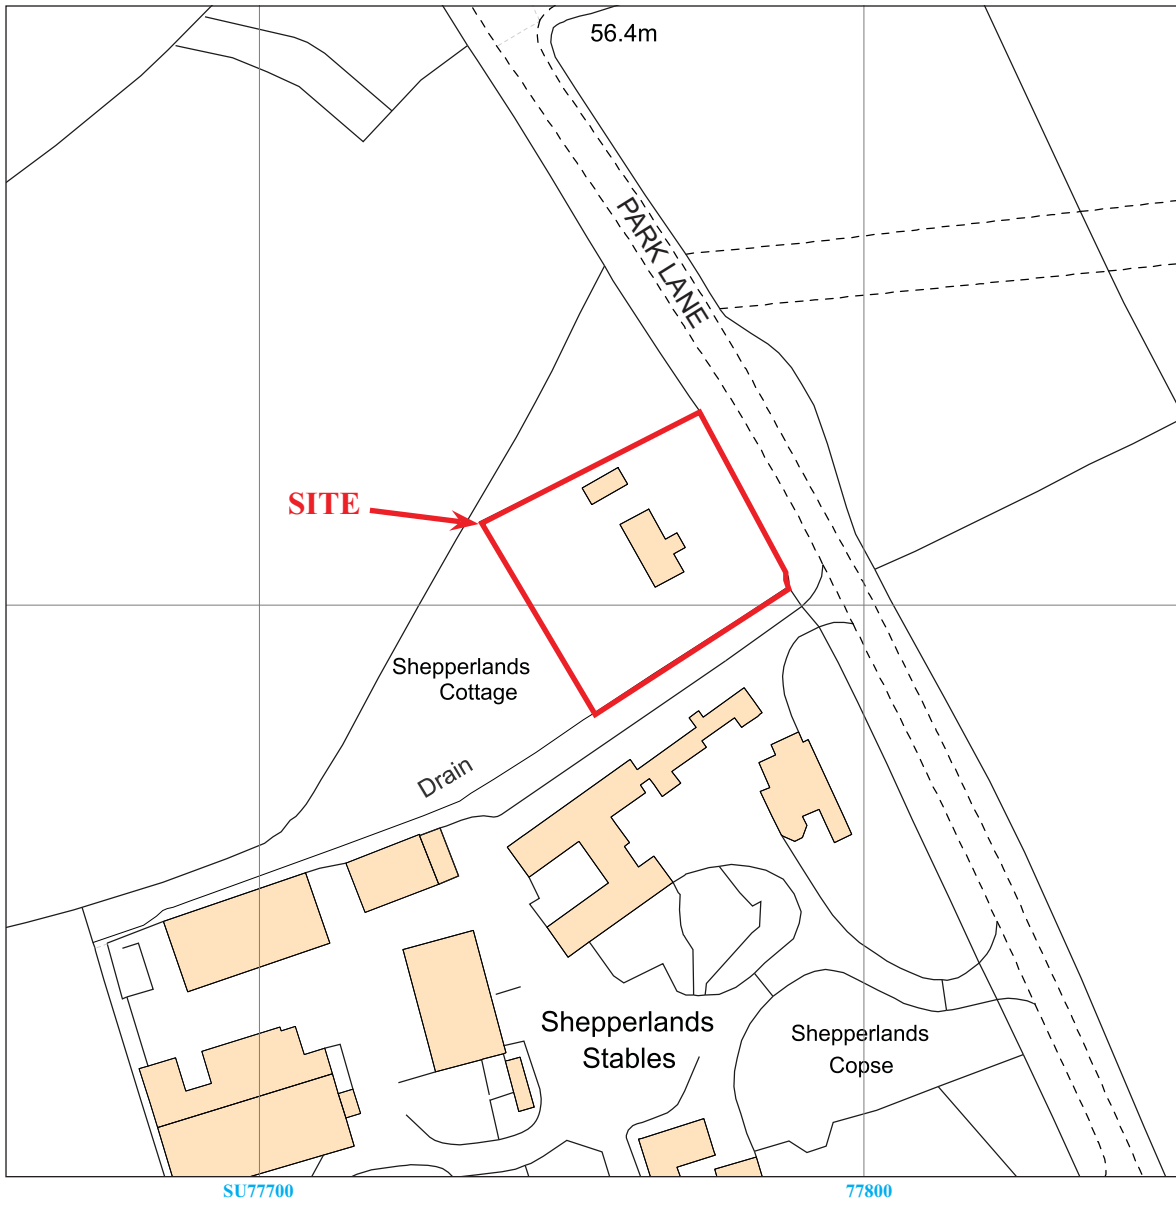 56.4m
PARK LANE
SITE
Shepperlands
Cottage
Drain
Shepperlands
Stables
Shepperlands
Copse
SU77700
77800